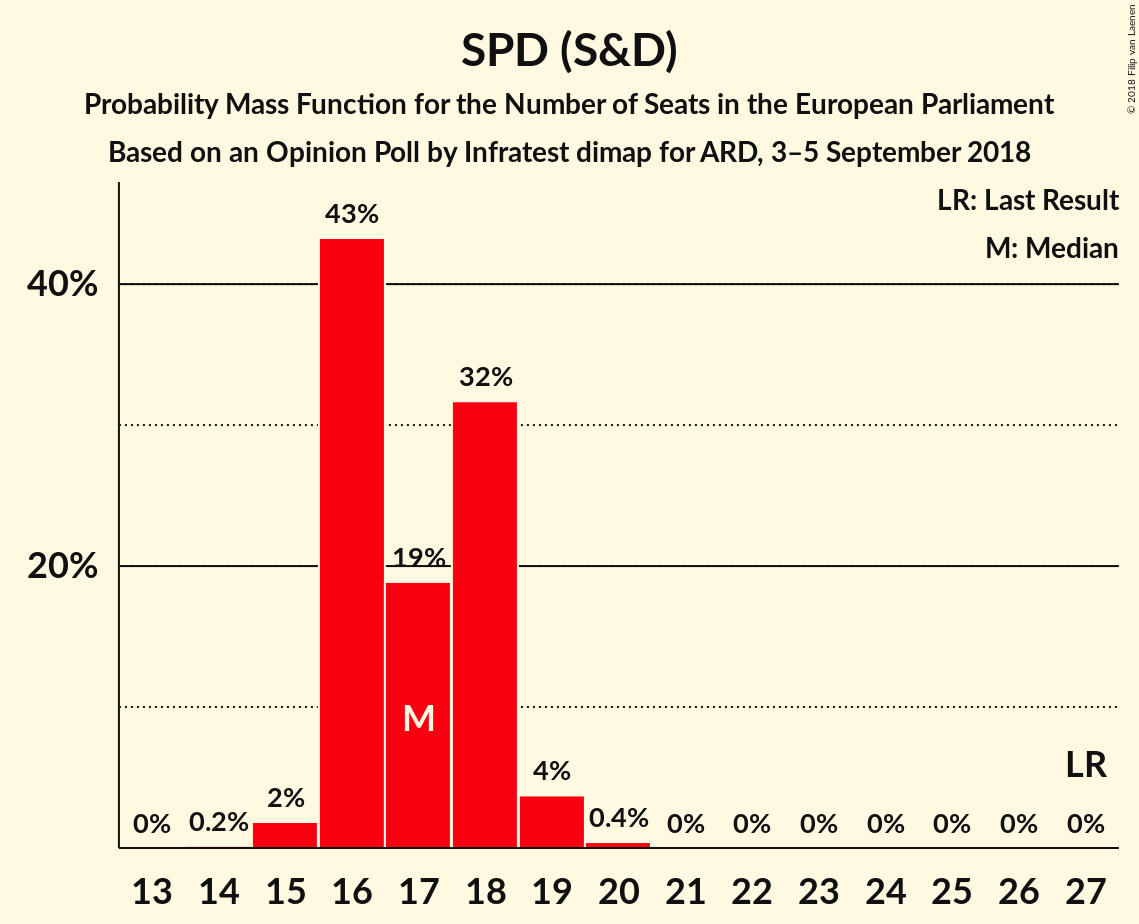 SPD (S&D)
Probability Mass Function for the Number of Seats in the European Parliament
Based on an Opinion Poll by Infratest dimap for ARD, 3–5 September 2018
© 2018 Filip van Laenen
LR: Last Result
M: Median
40%
20%
43%
32%
19%
M
LR
4%
2%
0%
0.2%
0.4%
0%
0%
0%
0%
0%
0%
0%
13 14 15 16 17 18 19 20 21 22 23 24 25 26 27